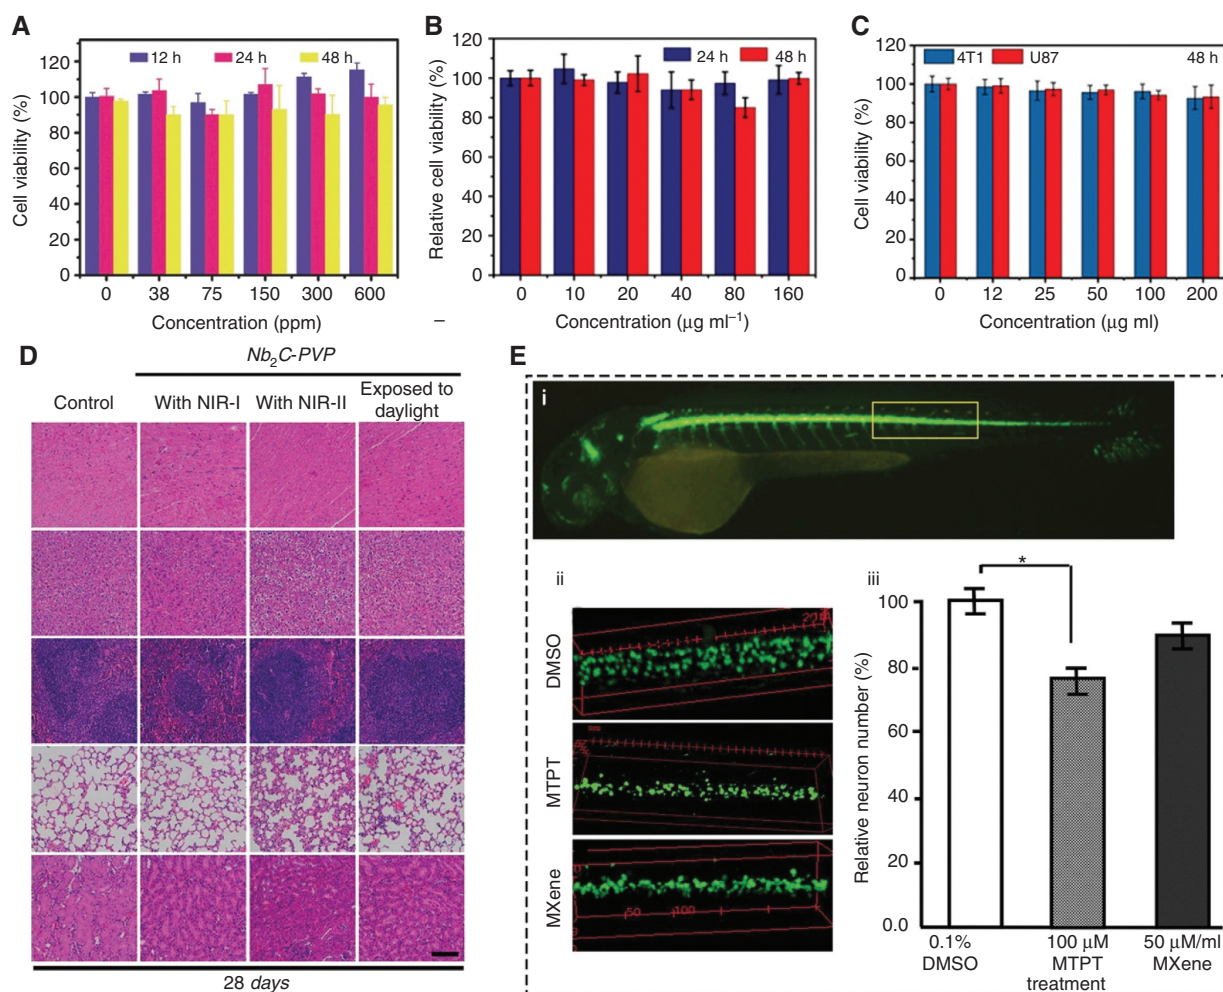 A
12 h 24 h 48 h
120
100
80
60
40
20
0
Cell viability (%)
0 38 75 150 300 600
Concentration (ppm)
–
B
24 h 48 h
120
100
80
60
40
20
0
Relative cell viability (%)
0 10 20 40 80 160
Concentration (μg ml⁻¹)
C
4T1 U87 48 h
120
100
80
60
40
20
0
Cell viability (%)
0 12 25 50 100 200
Concentration (μg ml)
D
Nb₂C-PVP
Control With NIR-I With NIR-II Exposed to
daylight
28 days
E
i
ii
DMSO
MTPT
MXene
50 100
iii
*
100
80
60
40
20
0.0
Relative neuron number (%)
0.1%
DMSO
100 μM
MTPT
treatment
50 μM/ml
MXene